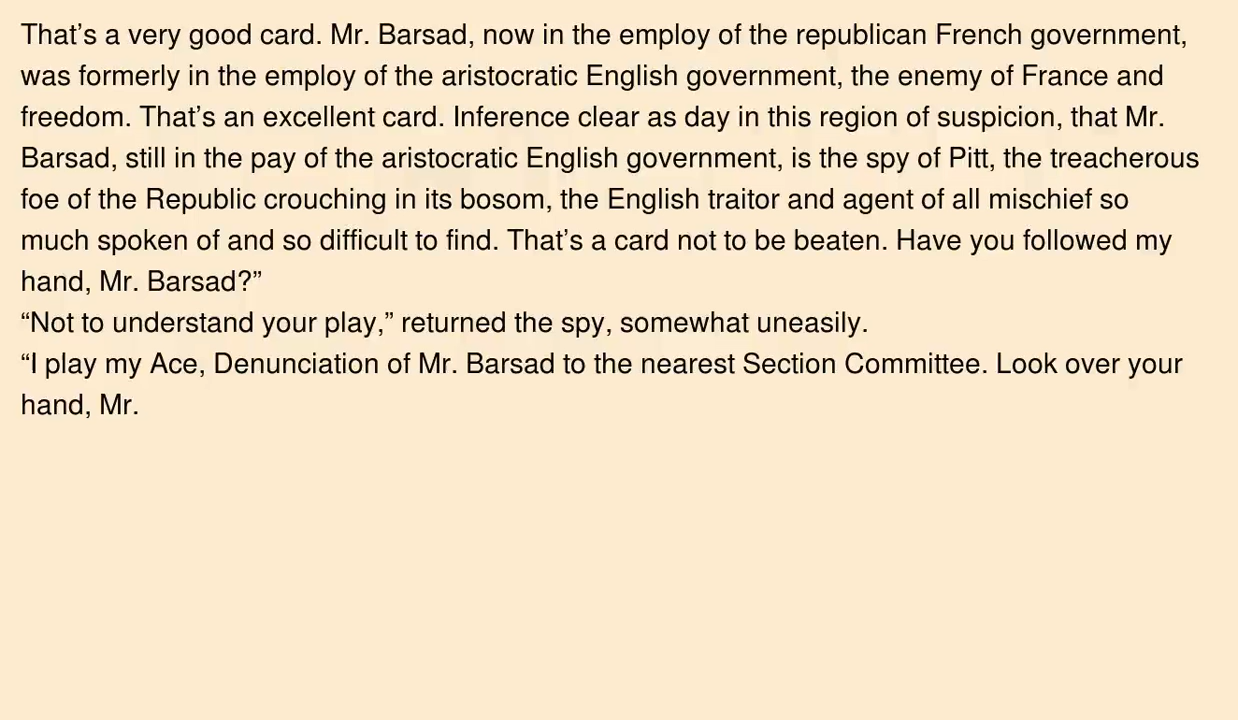 That’s a very good card. Mr. Barsad, now in the employ of the republican French government,
was formerly in the employ of the aristocratic English government, the enemy of France and
freedom. That’s an excellent card. Inference clear as day in this region of suspicion, that Mr.
Barsad, still in the pay of the aristocratic English government, is the spy of Pitt, the treacherous
foe of the Republic crouching in its bosom, the English traitor and agent of all mischief so
much spoken of and so difficult to find. That’s a card not to be beaten. Have you followed my
hand, Mr. Barsad?”
“Not to understand your play,” returned the spy, somewhat uneasily.
“I play my Ace, Denunciation of Mr. Barsad to the nearest Section Committee. Look over your
hand, Mr.